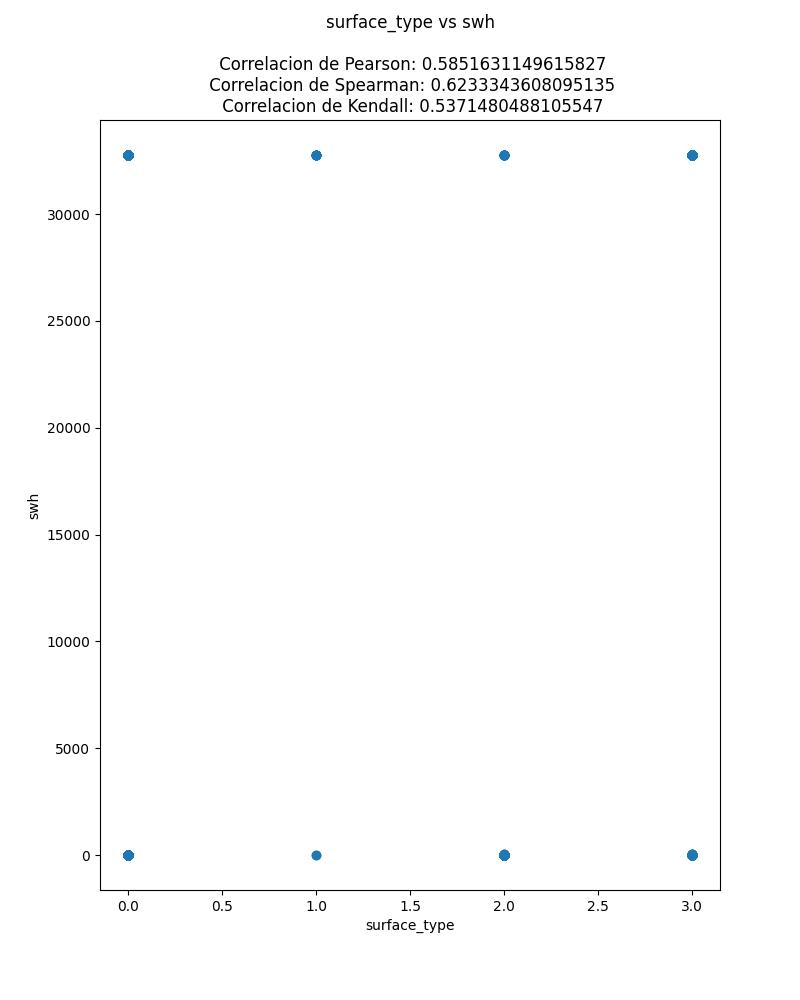 surface_type vs swh
Correlacion de Pearson: 0.5851631149615827
Correlacion de Spearman: 0.6233343608095135
Correlacion de Kendall: 0.5371480488105547
30000
25000
20000
15000
10000
5000
0
swh
0.0 0.5 1.0 1.5 2.0 2.5 3.0
surface_type